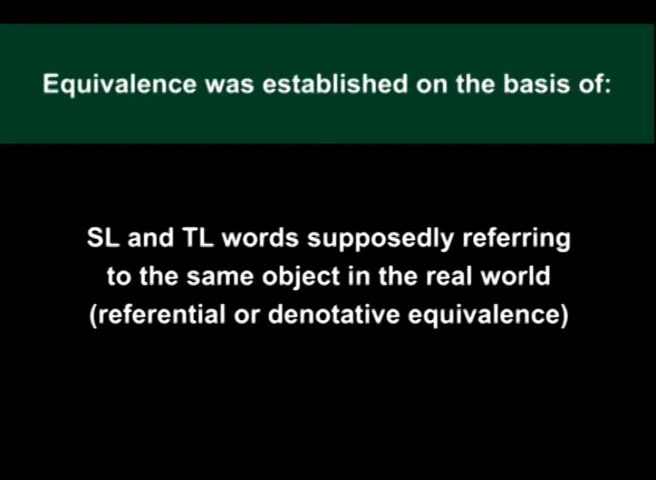 Equivalence was established on the basis of:
SL and TL words supposedly referring
to the same object in the real world
(referential or denotative equivalence)